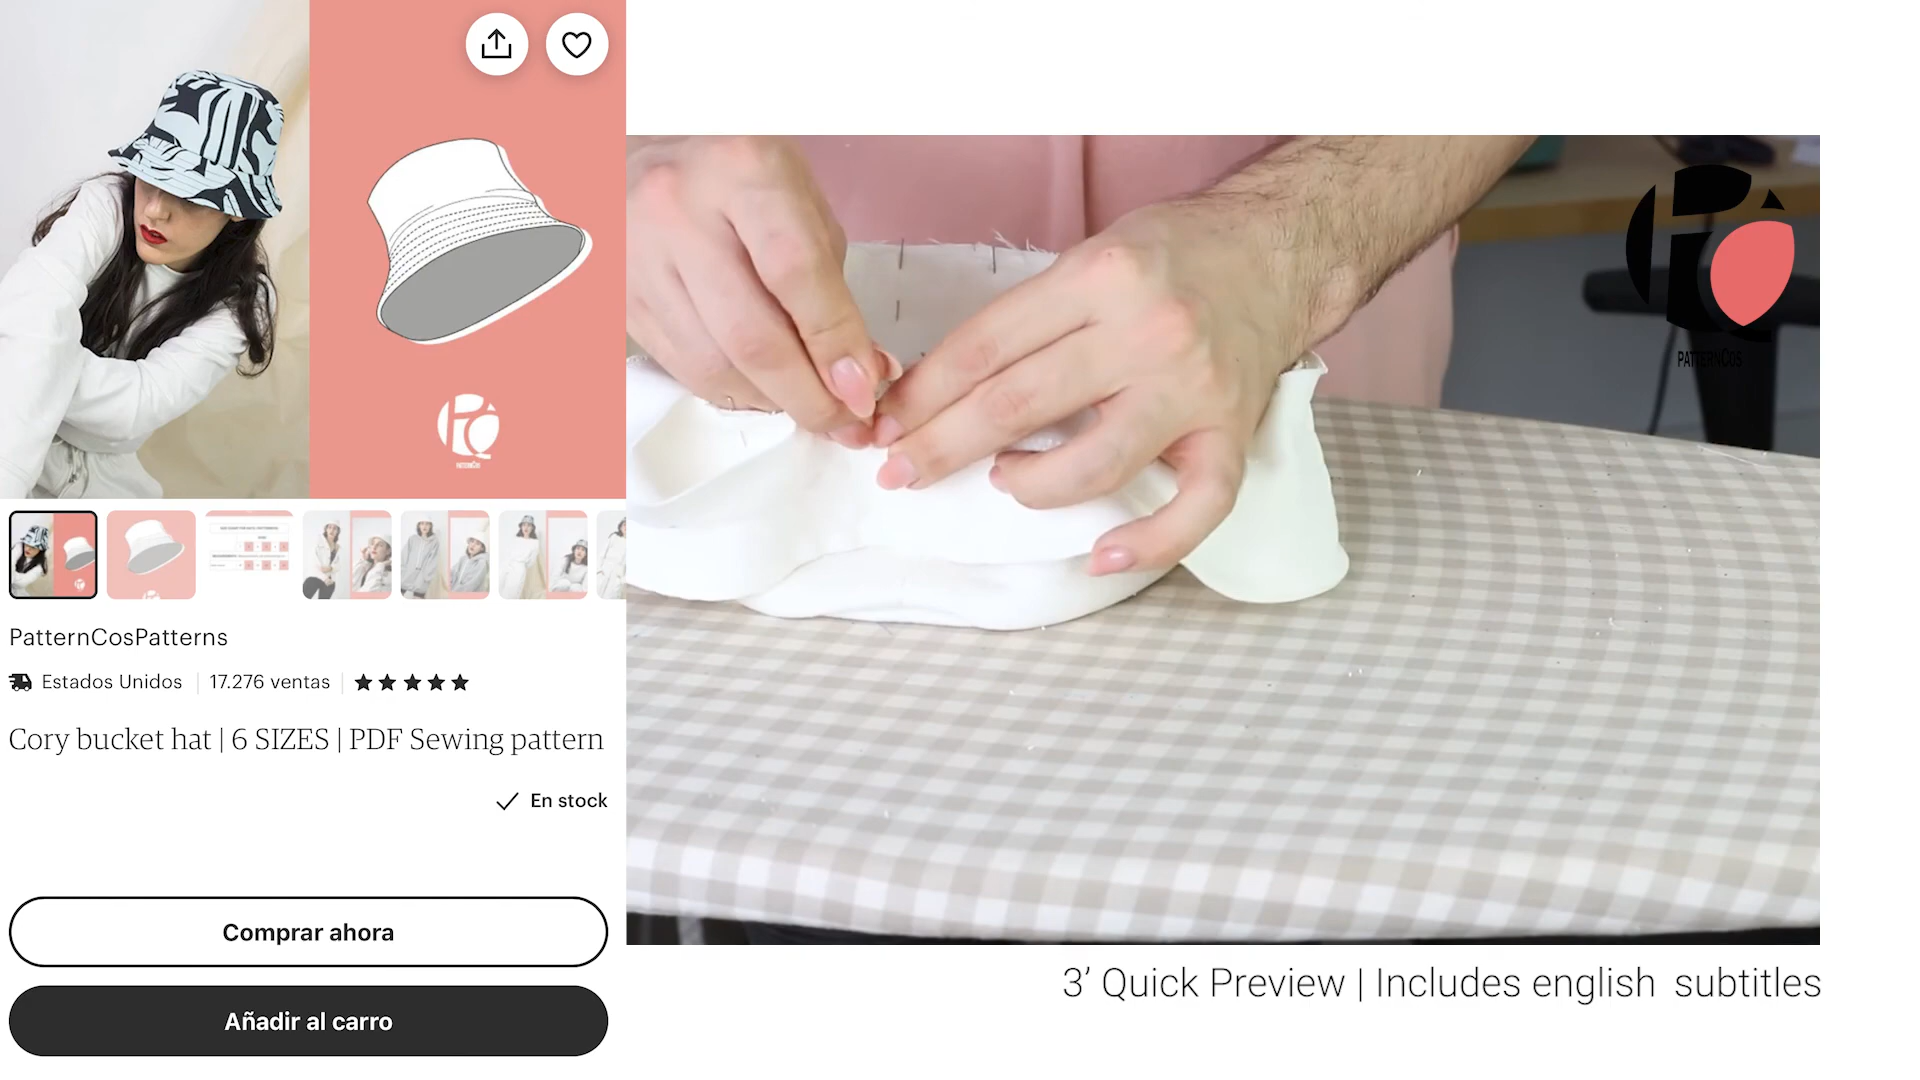 PatternCosPatterns
Estados Unidos | 17.276 ventas
Cory bucket hat | 6 SIZES | PDF Sewing pattern
En stock
Comprar ahora
Añadir al carro
PATTERNCOS
3’ Quick Preview | Includes english subtitles